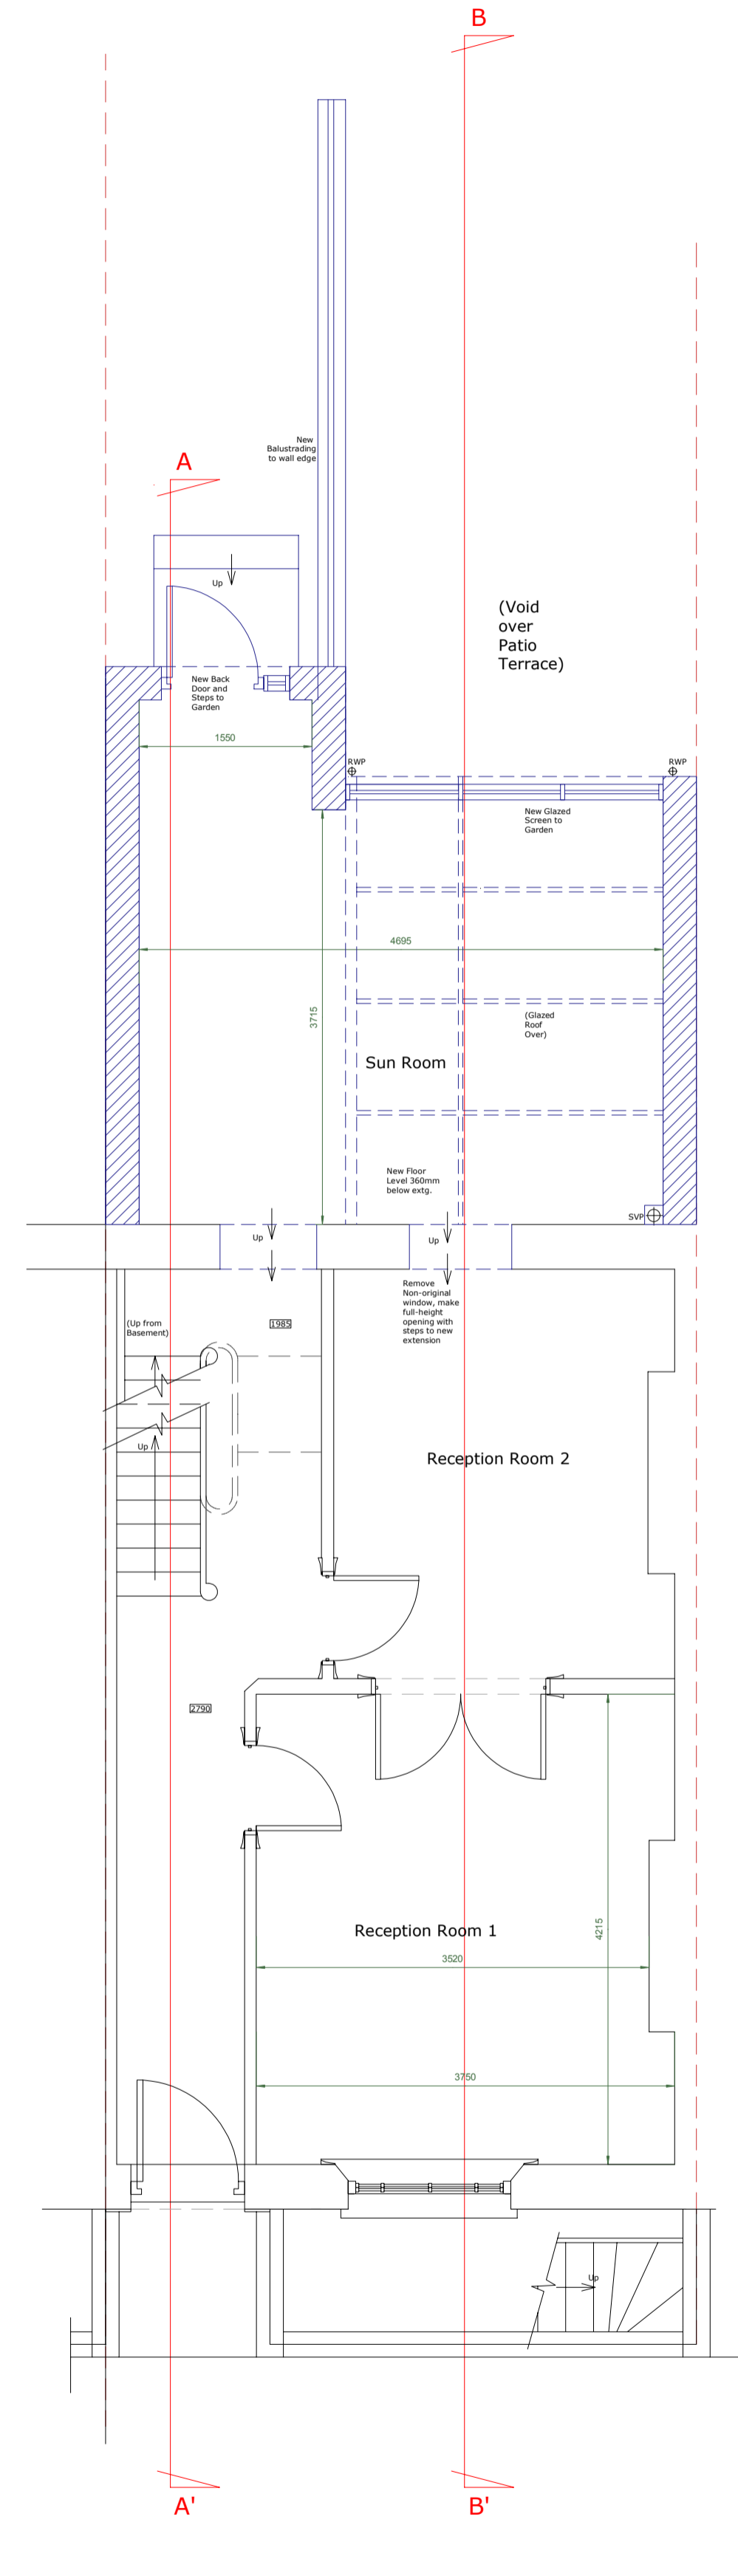 B
New
Balustrading
to wall edge
A
Up
(Void
over
Patio
Terrace)
New Back
Door and
Steps to
Garden
1550
RWP
RWP
New Glazed
Screen to
Garden
4695
3715
(Glazed
Roof
Over)
Sun Room
New Floor
Level 360mm
below extg.
SVP
Up
Up
Remove
Non-original
window, make
full-height
opening with
steps to new
extension
(Up from
Basement)
1985
Up
Reception Room 2
2790
4215
Reception Room 1
3520
3750
Up
A'
B'